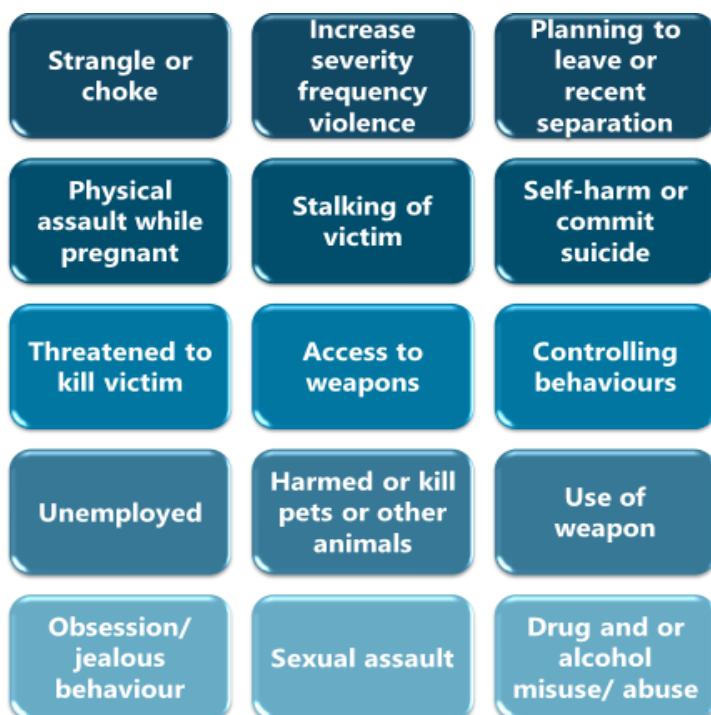 Strangle or
choke
Increase
severity
frequency
violence
Planning to
leave or
recent
separation
Physical
assault while
pregnant
Stalking of
victim
Self-harm or
commit
suicide
Threatened to
kill victim
Access to
weapons
Controlling
behaviours
Unemployed
Harmed or kill
pets or other
animals
Use of
weapon
Obsession/
jealous
behaviour
Sexual assault
Drug and or
alcohol
misuse/ abuse